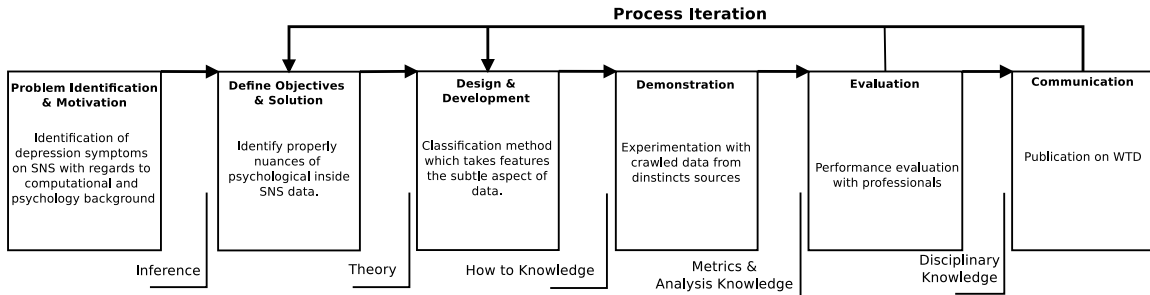 Process Iteration
Problem Identification
& Motivation
Identification of
depression symptoms
on SNS with regards to
computational and
psychology background
Define Objectives
& Solution
Identify properly
nuances of
psychological inside
SNS data.
Design &
Development
Classification method
which takes features
the subtle aspect of
data.
Demonstration
Experimentation with
crawled data from
dinstincts sources
Evaluation
Performance evaluation
with professionals
Communication
Publication on WTD
Inference
Theory
How to Knowledge
Metrics &
Analysis Knowledge
Disciplinary
Knowledge